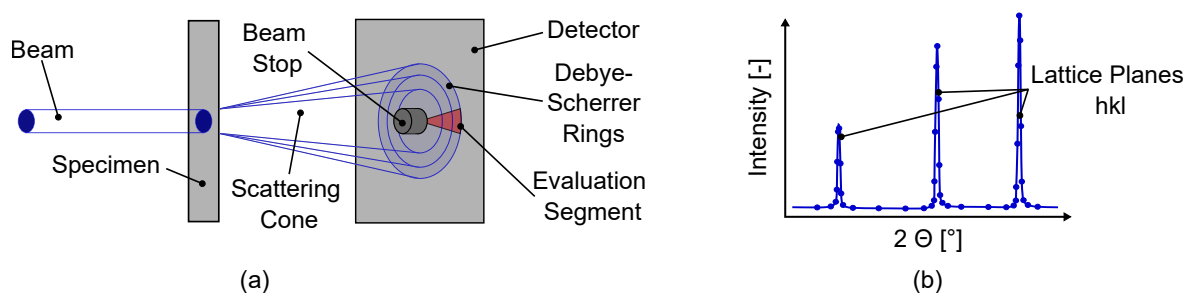 Beam
Specimen
Scattering
Cone
Beam
Stop
Detector
Debye-
Scherrer
Rings
Evaluation
Segment
(a)
Intensity [-]
Lattice Planes
hkl
2 Θ [°]
(b)